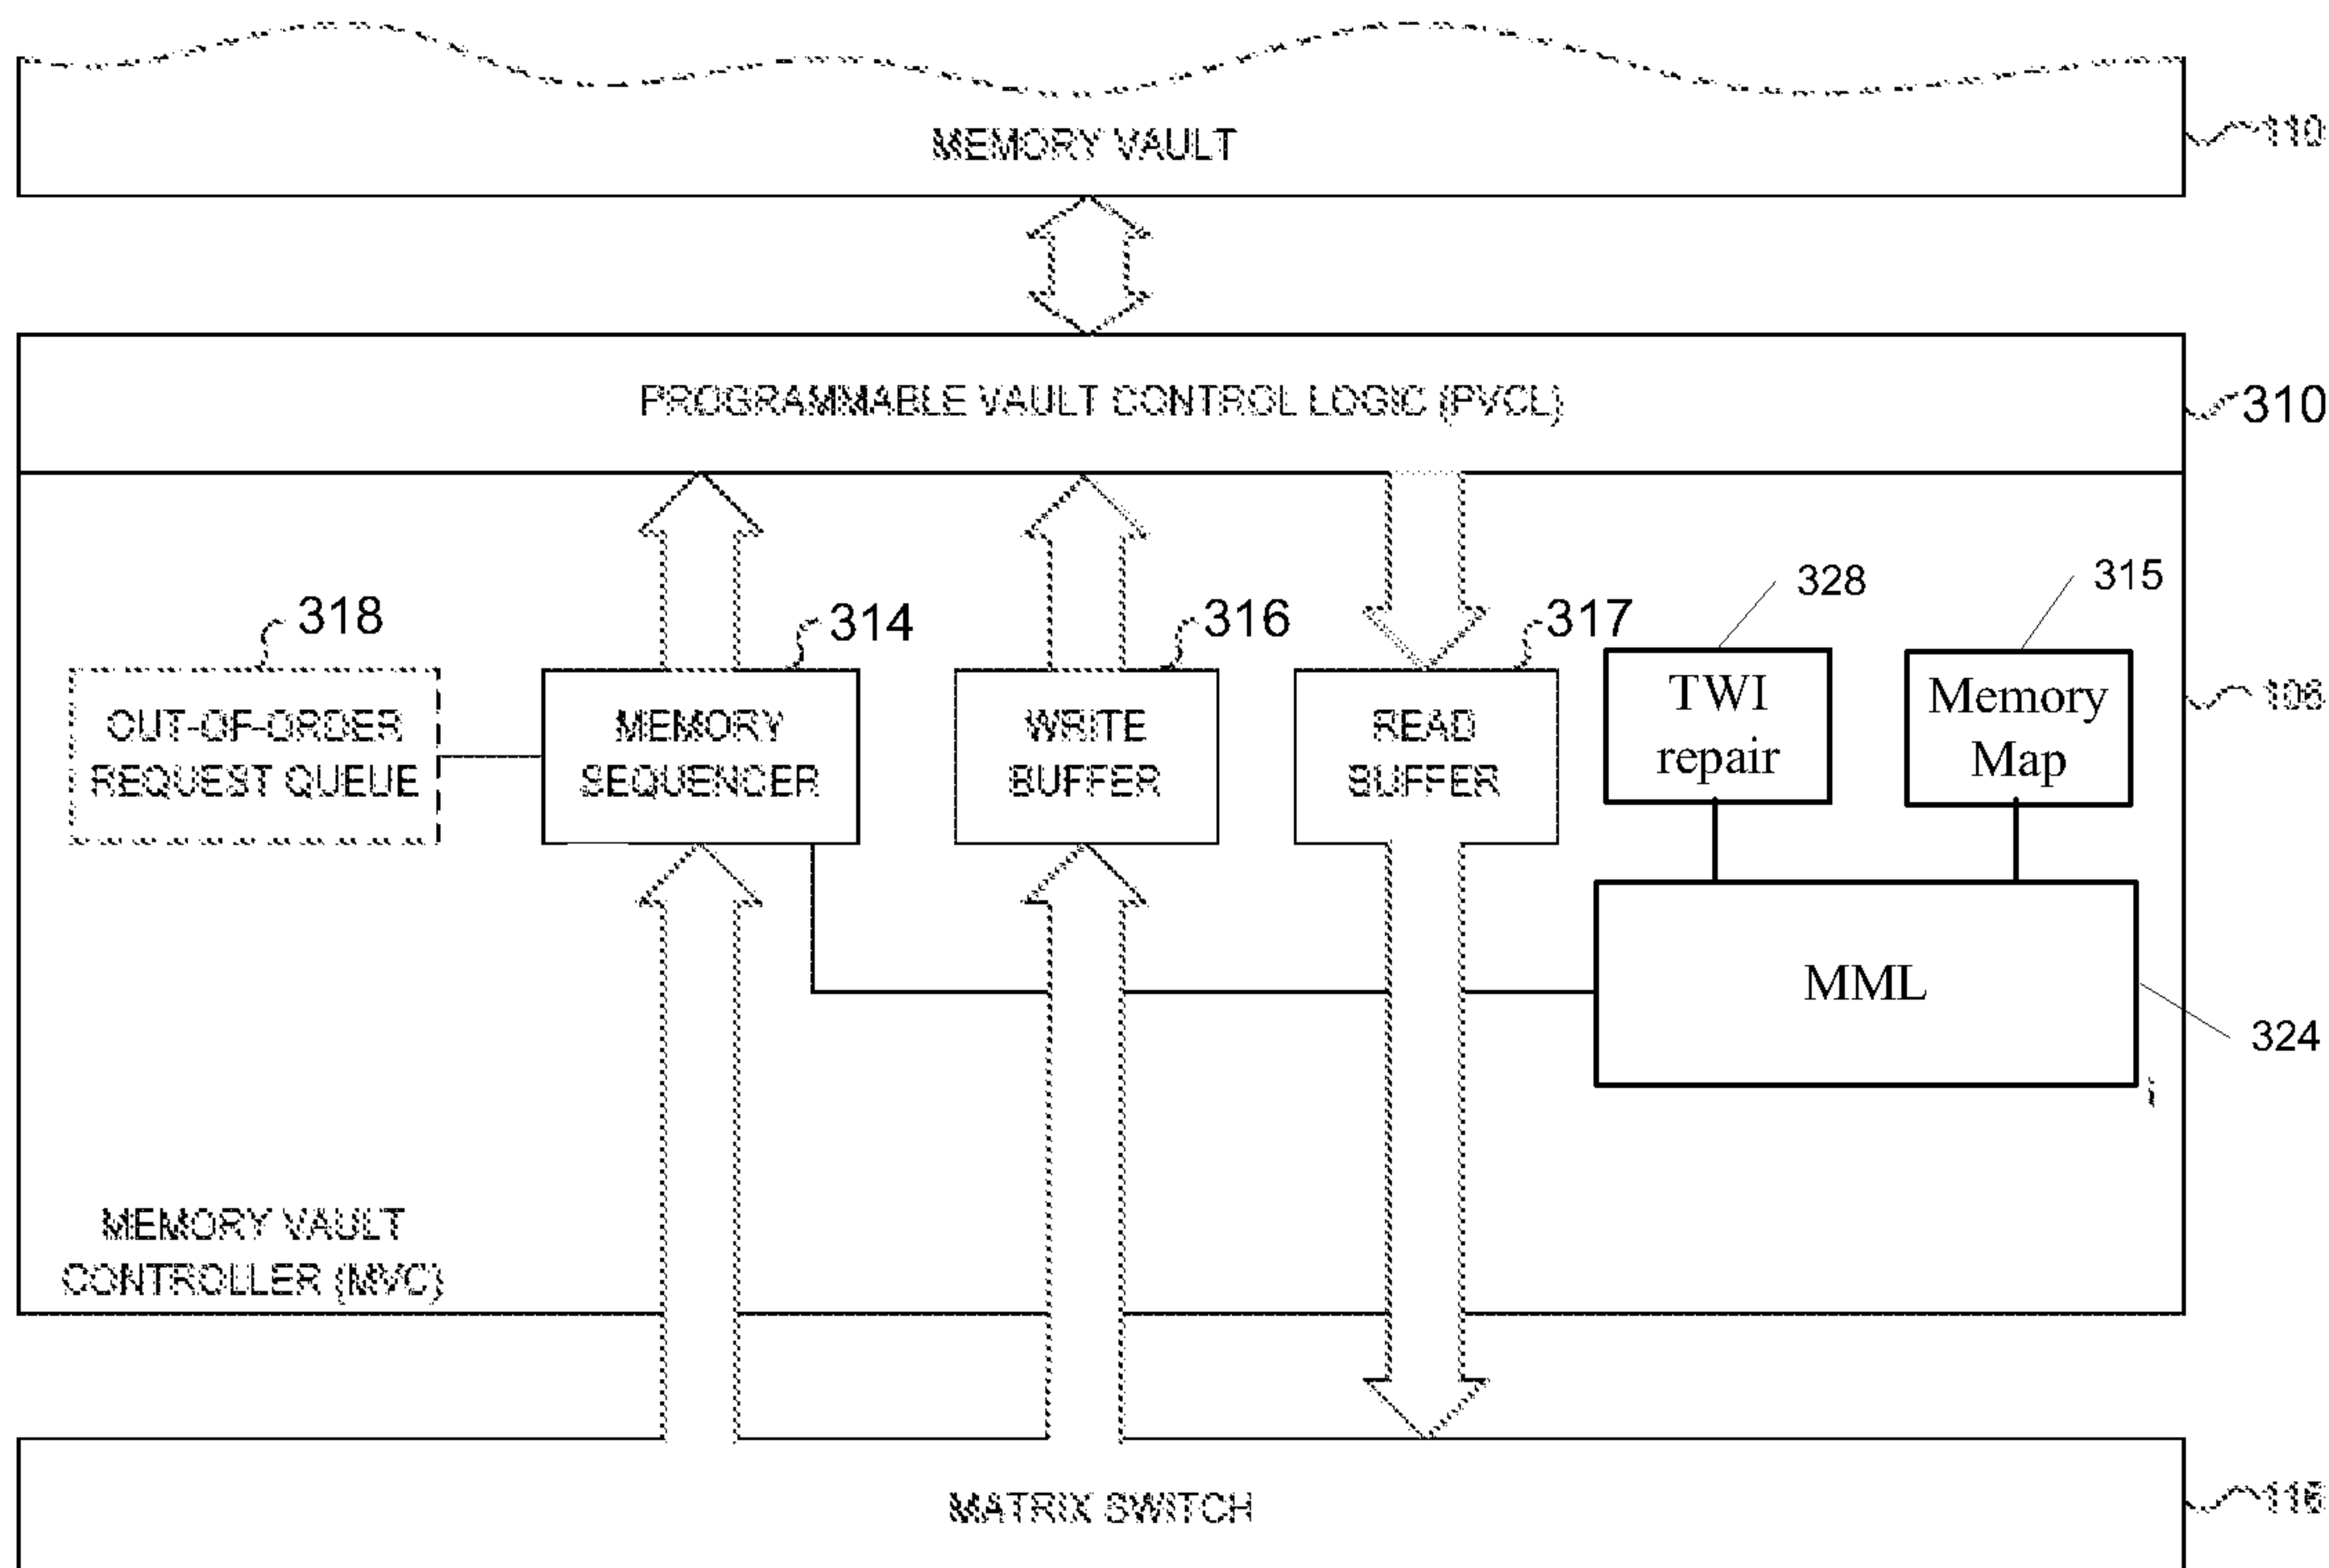 MEMORY VAULT
110
PROGRAMMABLE VAULT CONTROL LOGIC (PVCL)
310
318
314
316
317
328
315
OUT-OF-ORDER
REQUEST QUEUE
MEMORY
SEQUENCER
WRITE
BUFFER
READ
BUFFER
TWI
repair
Memory
Map
106
MML
324
MEMORY VAULT
CONTROLLER (MVC)
MATRIX SWITCH
116